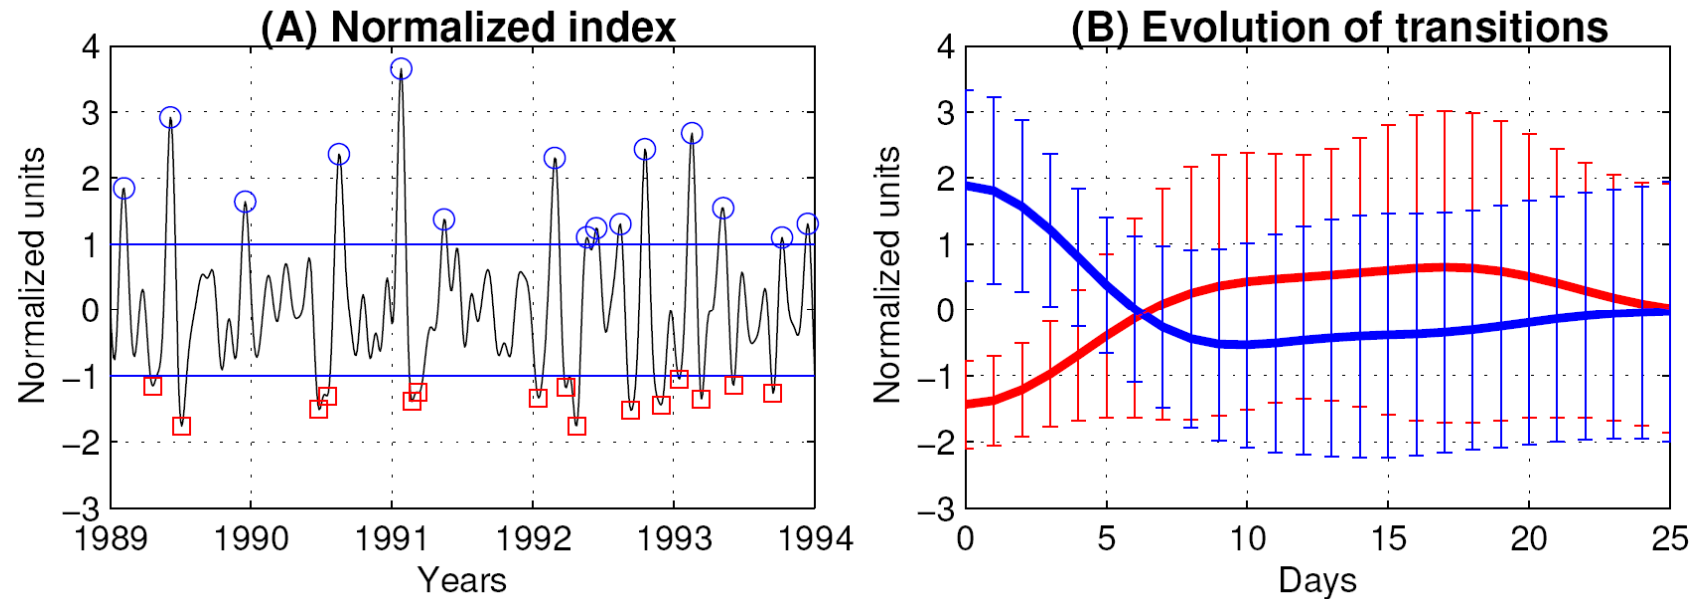 (A) Normalized index
Normalized units
4
3
2
1
0
−1
−2
−3
1989 1990 1991 1992 1993 1994
Years
(B) Evolution of transitions
Normalized units
4
3
2
1
0
−1
−2
−3
0 5 10 15 20 25
Days